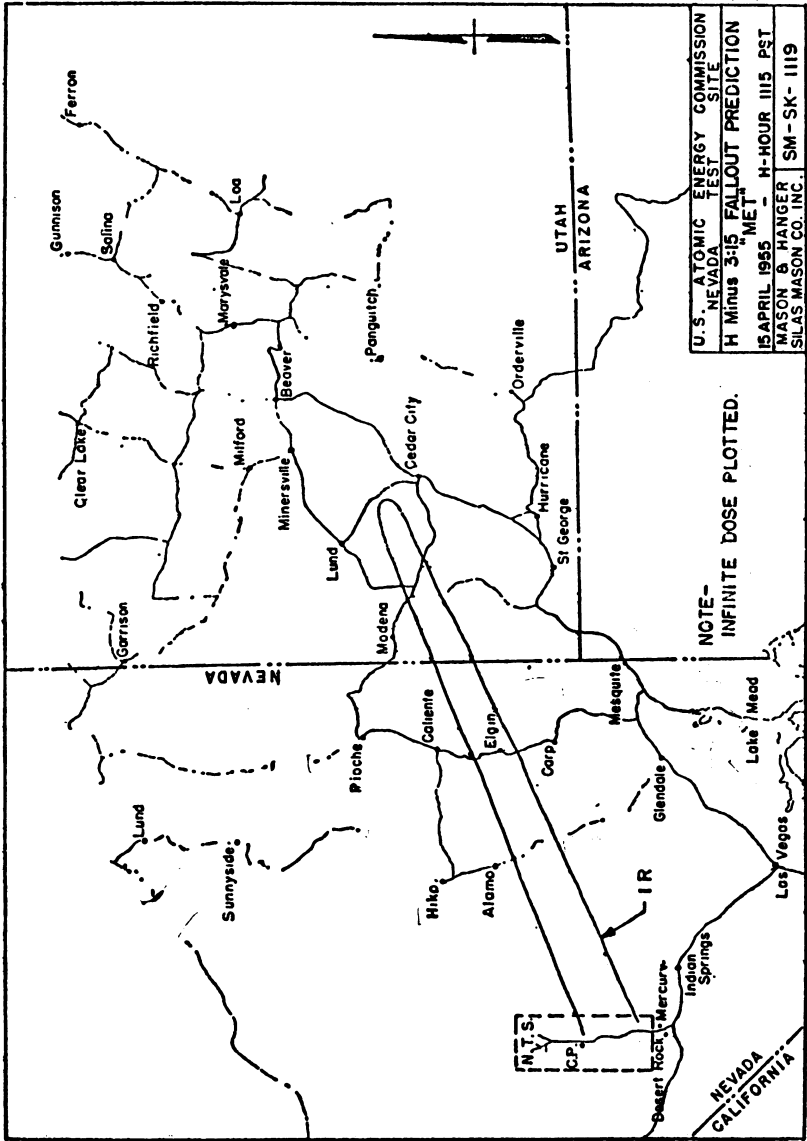 Ferron
Gunnison
Salina
Loa
Richfield
Marysvale
Clear Lake
Milford
Beaver
Panguitch
Minersville
Garrison
Lund
Cedar City
Orderville
Modena
Hurricane
St George
UTAH
ARIZONA
NEVADA
Pioche
Caliente
Elgin
Carp
Mesquite
Lund
Sunnyside
Hiko
Alamo
Glendale
Lake Mead
Las Vegas
1R
N.T.S.
C.P.
Desert Rock
Mercury
Indian
Springs
NEVADA
CALIFORNIA
NOTE-
INFINITE DOSE PLOTTED.
U.S. ATOMIC ENERGY COMMISSION
NEVADA TEST SITE
H Minus 3:15 FALLOUT PREDICTION
"MET"
15 APRIL 1955 - H-HOUR 1115 PST
MASON & HANGER
SILAS MASON CO. INC.
SM-SK-1119